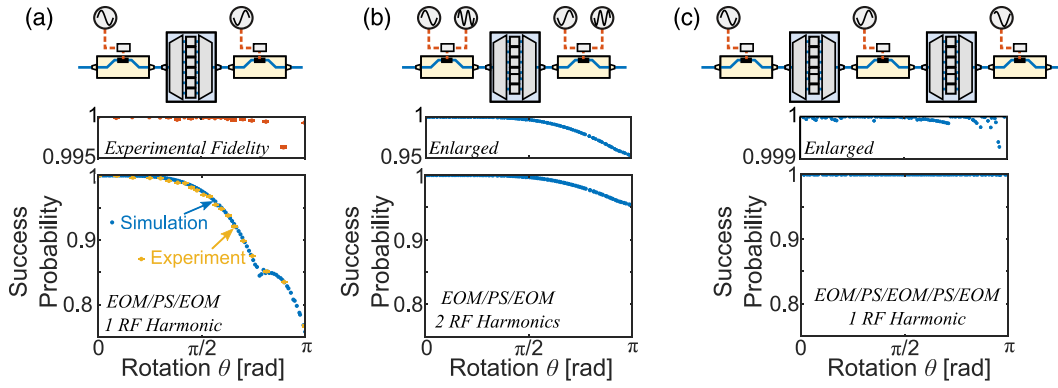 (a)
1
0.995
Experimental Fidelity
1
0.9
0.8
Success
Probability
Simulation
Experiment
EOM/PS/EOM
1 RF Harmonic
0
π/2
π
Rotation θ [rad]
(b)
1
0.95
Enlarged
1
0.9
0.8
Success
Probability
EOM/PS/EOM
2 RF Harmonics
0
π/2
π
Rotation θ [rad]
(c)
1
0.999
Enlarged
1
0.9
0.8
Success
Probability
EOM/PS/EOM/PS/EOM
1 RF Harmonic
0
π/2
π
Rotation θ [rad]